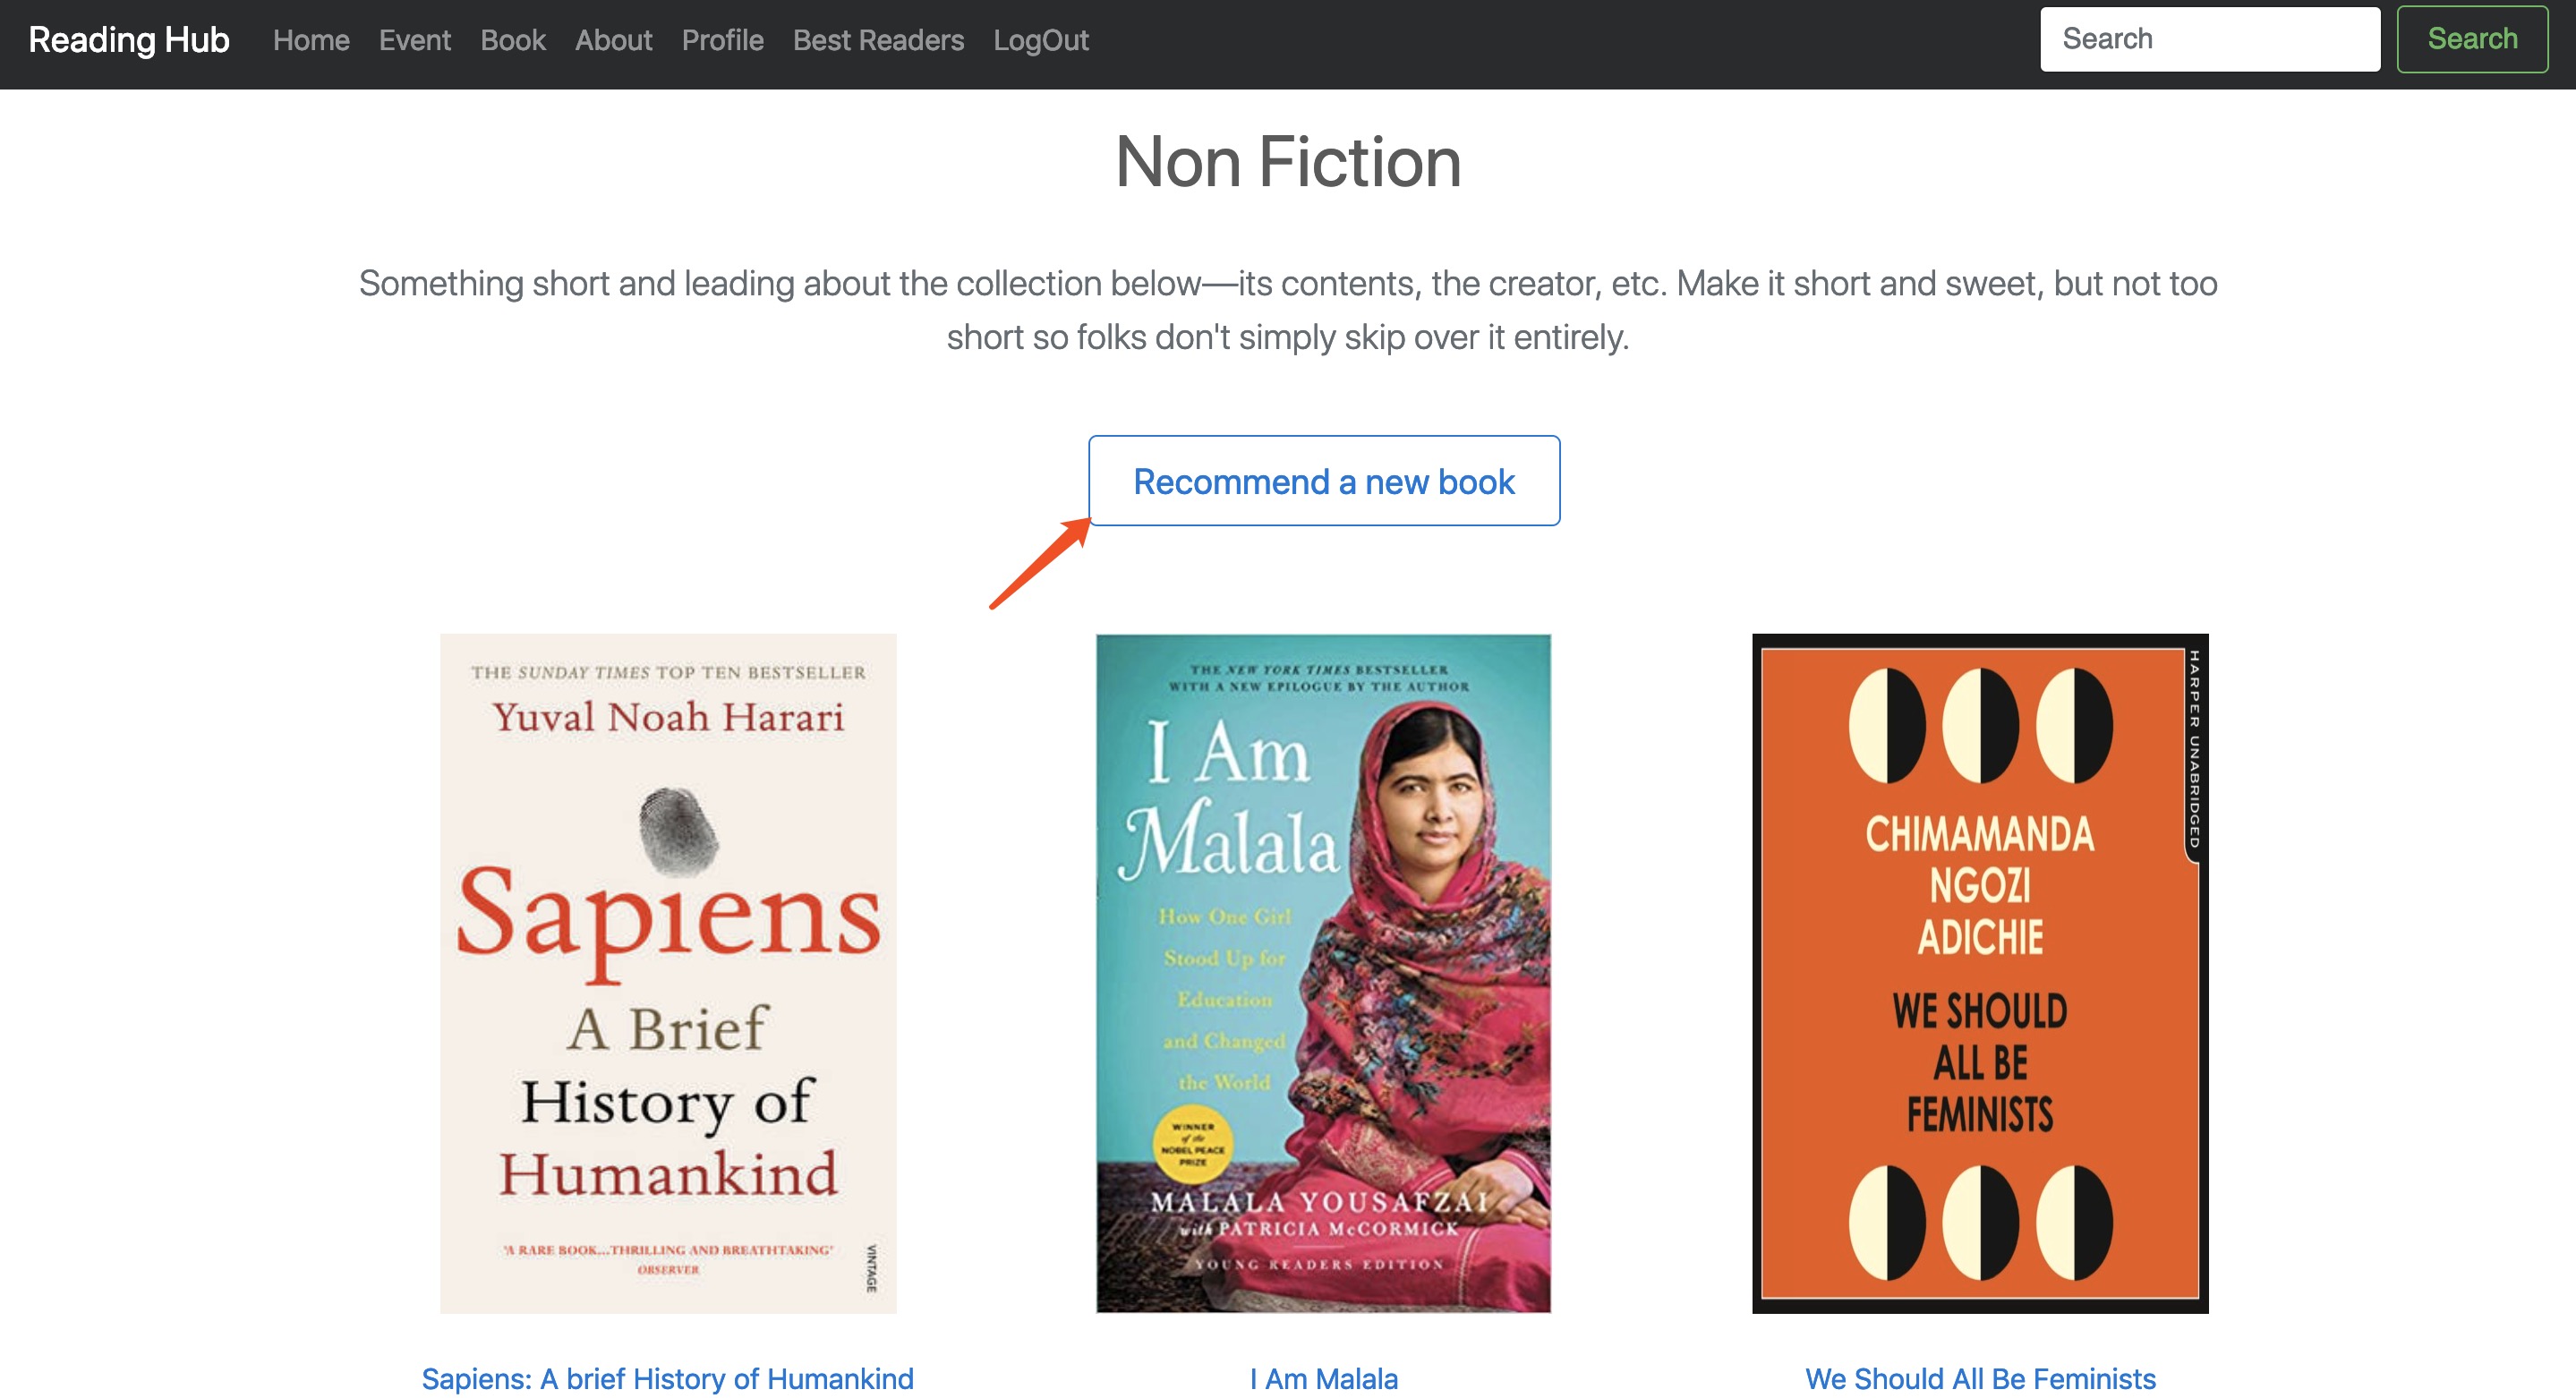 Reading Hub Home Event Book About Profile Best Readers LogOut Search Search
Non Fiction
Something short and leading about the collection below—its contents, the creator, etc. Make it short and sweet, but not too
short so folks don't simply skip over it entirely.
Recommend a new book
THE SUNDAY TIMES TOP TEN BESTSELLER
Yuval Noah Harari
Sapiens
A Brief
History of
Humankind
'A RARE BOOK...THRILLING AND BREATHTAKING'
OBSERVER
VINTAGE
THE NEW YORK TIMES BESTSELLER
WITH A NEW EPILOGUE BY THE AUTHOR
I Am
Malala
How One Girl
Stood Up for
Education
and Changed
the World
WINNER
of the
NOBEL PEACE
PRIZE
MALALA YOUSAFZAI
with PATRICIA McCORMICK
YOUNG READERS EDITION
HARPER UNABRIDGED
CHIMAMANDA
NGOZI
ADICHIE
WE SHOULD
ALL BE
FEMINISTS
Sapiens: A brief History of Humankind
I Am Malala
We Should All Be Feminists